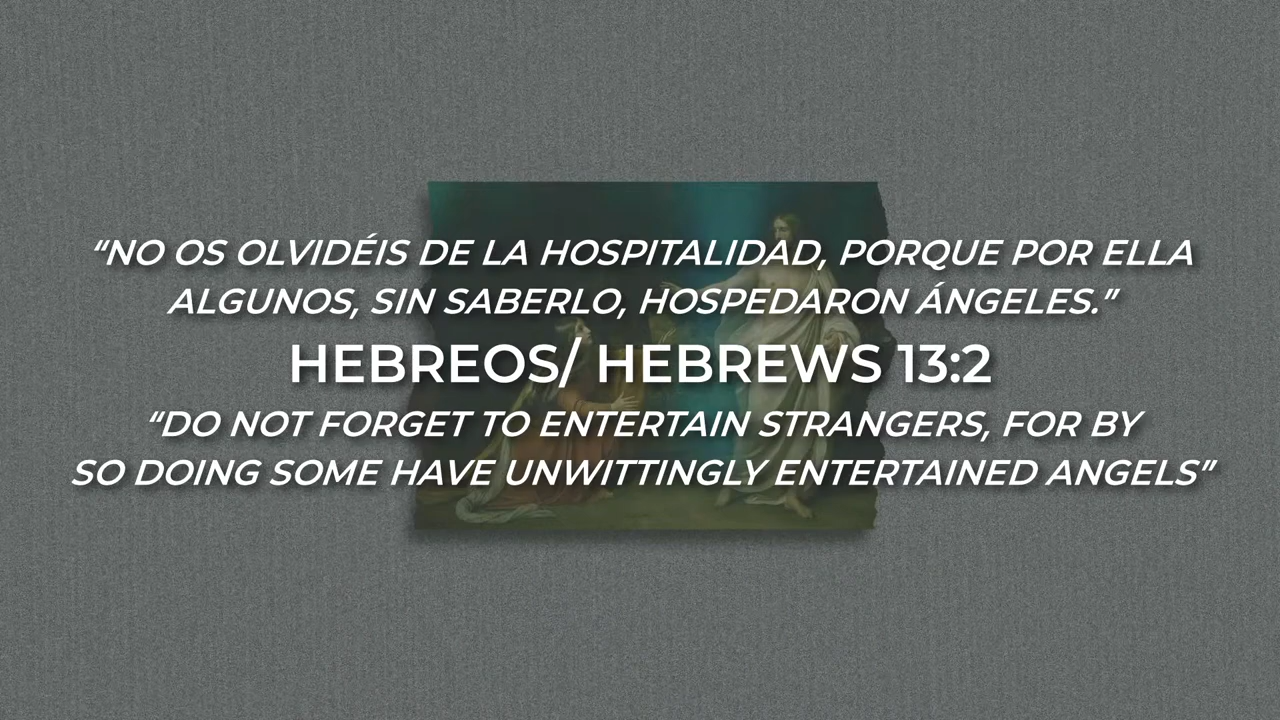 “NO OS OLVIDÉIS DE LA HOSPITALIDAD, PORQUE POR ELLA
ALGUNOS, SIN SABERLO, HOSPEDARON ÁNGELES.”
HEBREOS/ HEBREWS 13:2
“DO NOT FORGET TO ENTERTAIN STRANGERS, FOR BY
SO DOING SOME HAVE UNWITTINGLY ENTERTAINED ANGELS”